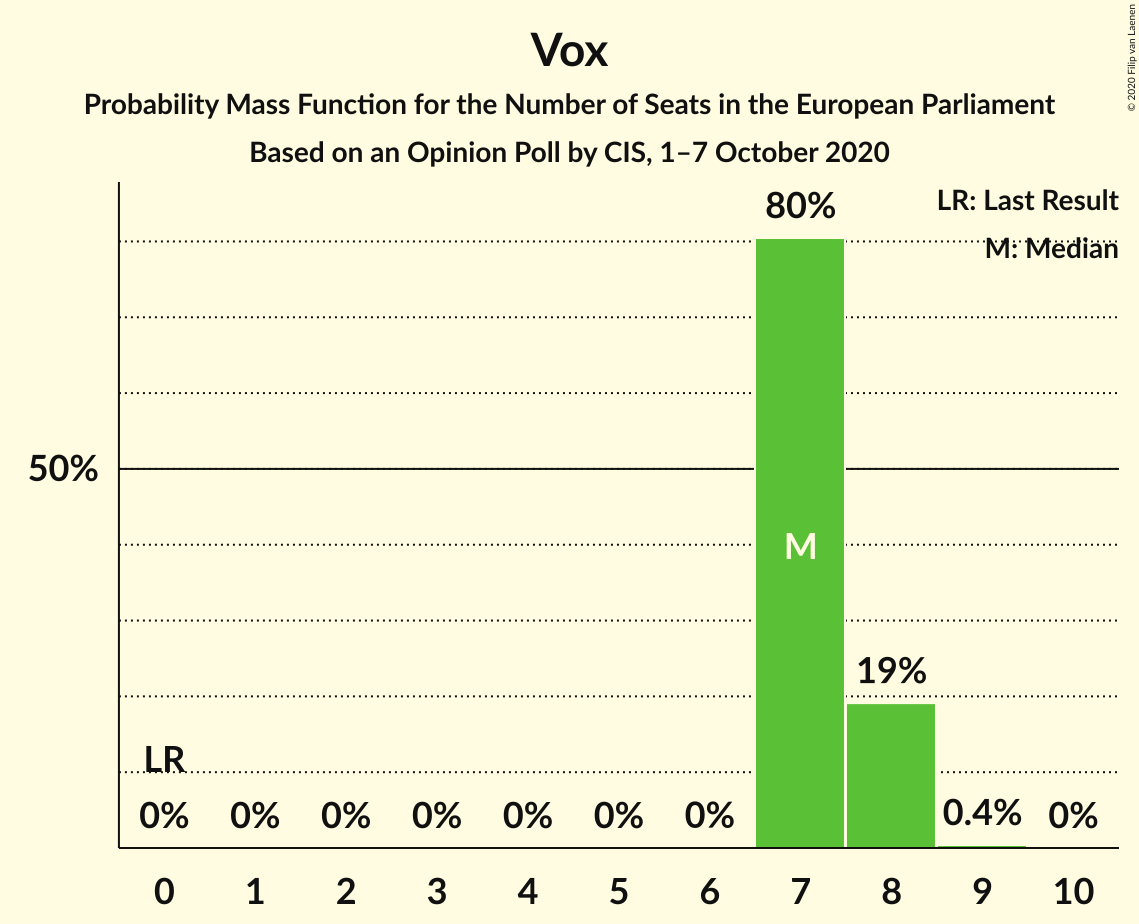 Vox
Probability Mass Function for the Number of Seats in the European Parliament
Based on an Opinion Poll by CIS, 1–7 October 2020
© 2020 Filip van Laenen
LR: Last Result
M: Median
80%
50%
M
19%
LR
0% 0% 0% 0% 0% 0% 0% 0.4% 0%
0 1 2 3 4 5 6 7 8 9 10